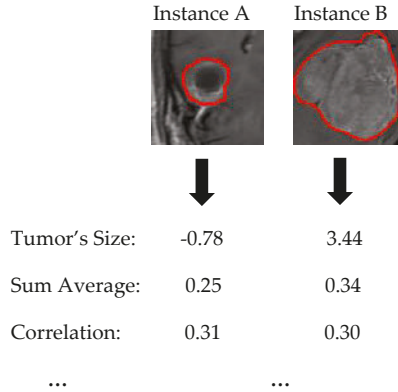 Instance A Instance B
Tumor's Size: -0.78 3.44
Sum Average: 0.25 0.34
Correlation: 0.31 0.30
... ...